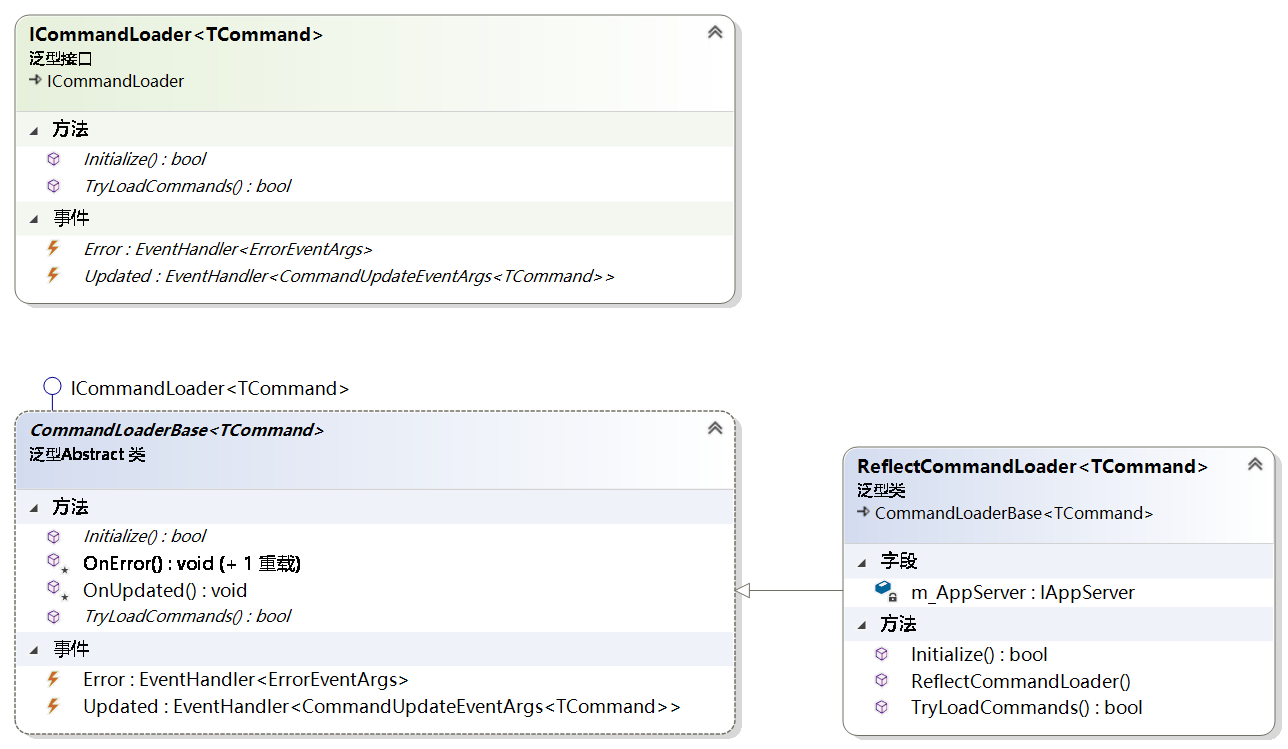 ICommandLoader<TCommand>
泛型接口
ICommandLoader
方法
Initialize() : bool
TryLoadCommands() : bool
事件
Error : EventHandler<ErrorEventArgs>
Updated : EventHandler<CommandUpdateEventArgs<TCommand>>
ICommandLoader<TCommand>
CommandLoaderBase<TCommand>
泛型Abstract 类
方法
Initialize() : bool
OnError() : void (+ 1 重载)
OnUpdated() : void
TryLoadCommands() : bool
事件
Error : EventHandler<ErrorEventArgs>
Updated : EventHandler<CommandUpdateEventArgs<TCommand>>
ReflectCommandLoader<TCommand>
泛型类
CommandLoaderBase<TCommand>
字段
m_AppServer : IAppServer
方法
Initialize() : bool
ReflectCommandLoader()
TryLoadCommands() : bool